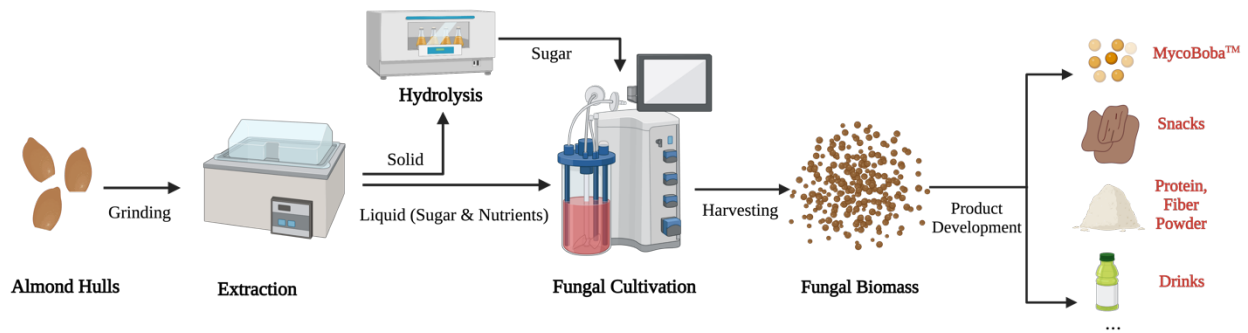 Almond Hulls
Grinding
Extraction
Solid
Liquid (Sugar & Nutrients)
Hydrolysis
Sugar
Fungal Cultivation
Harvesting
Fungal Biomass
Product
Development
MycoBoba™
Snacks
Protein,
Fiber
Powder
Drinks
...